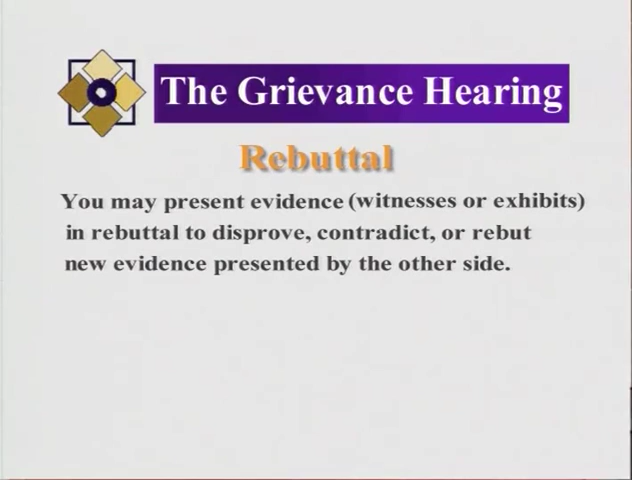 The Grievance Hearing
Rebuttal
You may present evidence (witnesses or exhibits)
in rebuttal to disprove, contradict, or rebut
new evidence presented by the other side.